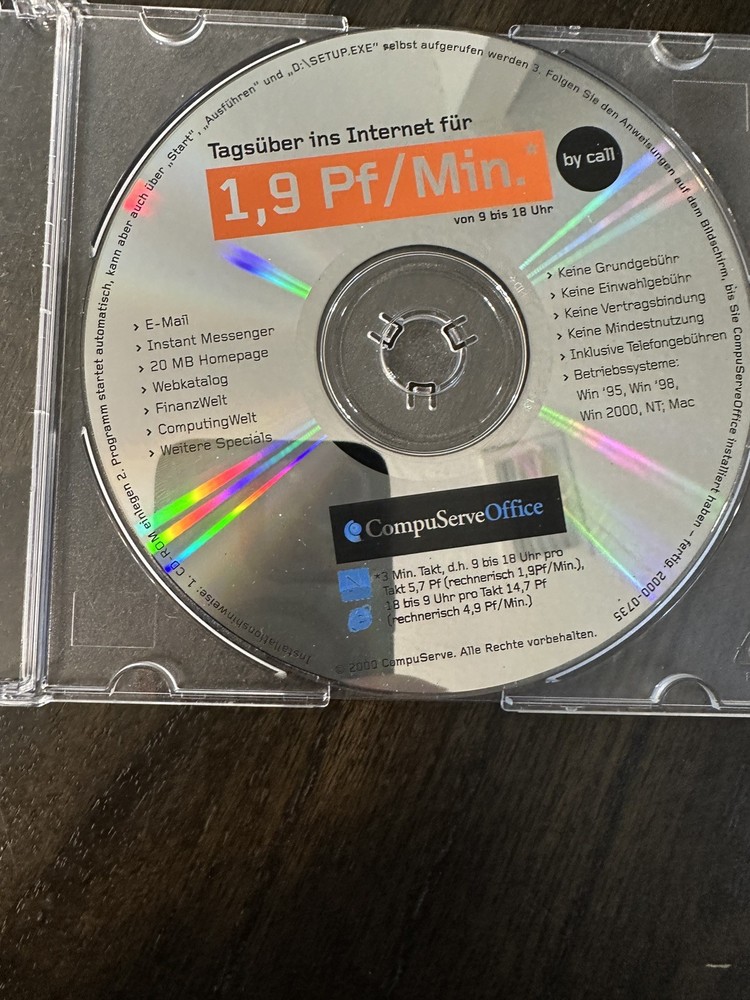 Tagsüber ins Internet für
1,9 Pf/Min.*
by call
von 9 bis 18 Uhr
› E-Mail
› Instant Messenger
› 20 MB Homepage
› Webkatalog
› FinanzWelt
› ComputingWelt
› Weitere Specials
› Keine Grundgebühr
› Keine Einwahlgebühr
› Keine Vertragsbindung
› Keine Mindestnutzung
› Inklusive Telefongebühren
› Betriebssysteme:
Win '95, Win '98,
Win 2000, NT; Mac
CompuServeOffice
*3 Min. Takt, d.h. 9 bis 18 Uhr pro
Takt 5,7 Pf (rechnerisch 1,9Pf/Min.),
18 bis 9 Uhr pro Takt 14,7 Pf
(rechnerisch 4,9 Pf/Min.)
© 2000 CompuServe. Alle Rechte vorbehalten.
Installationshinweise: 1. CD-ROM einlegen 2. Programm startet automatisch, kann aber auch über „Start“, „Ausführen“ und „D:\SETUP.EXE“ selbst aufgerufen werden 3. Folgen Sie den Anweisungen auf dem Bildschirm, bis Sie CompuServeOffice installiert haben – fertig 2000-0735